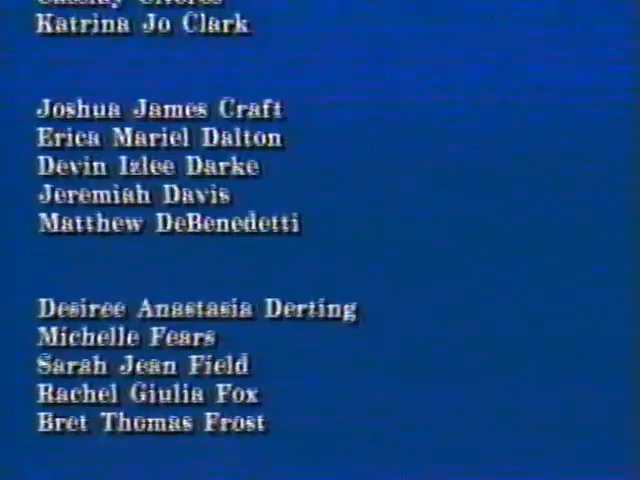 Katrina Jo Clark
Joshua James Craft
Erica Mariel Dalton
Devin Izlee Darke
Jeremiah Davis
Matthew DeBenedetti
Desiree Anastasia Derting
Michelle Fears
Sarah Jean Field
Rachel Giulia Fox
Bret Thomas Frost